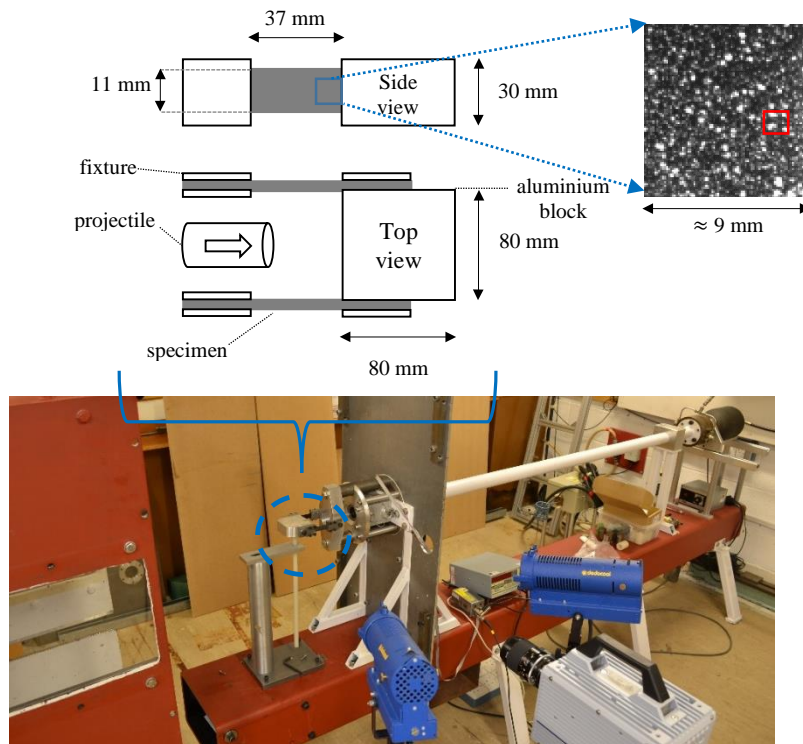 37 mm
11 mm
Side
view
30 mm
fixture
aluminium
block
projectile
≈ 9 mm
Top
view
80 mm
specimen
80 mm
dedocool